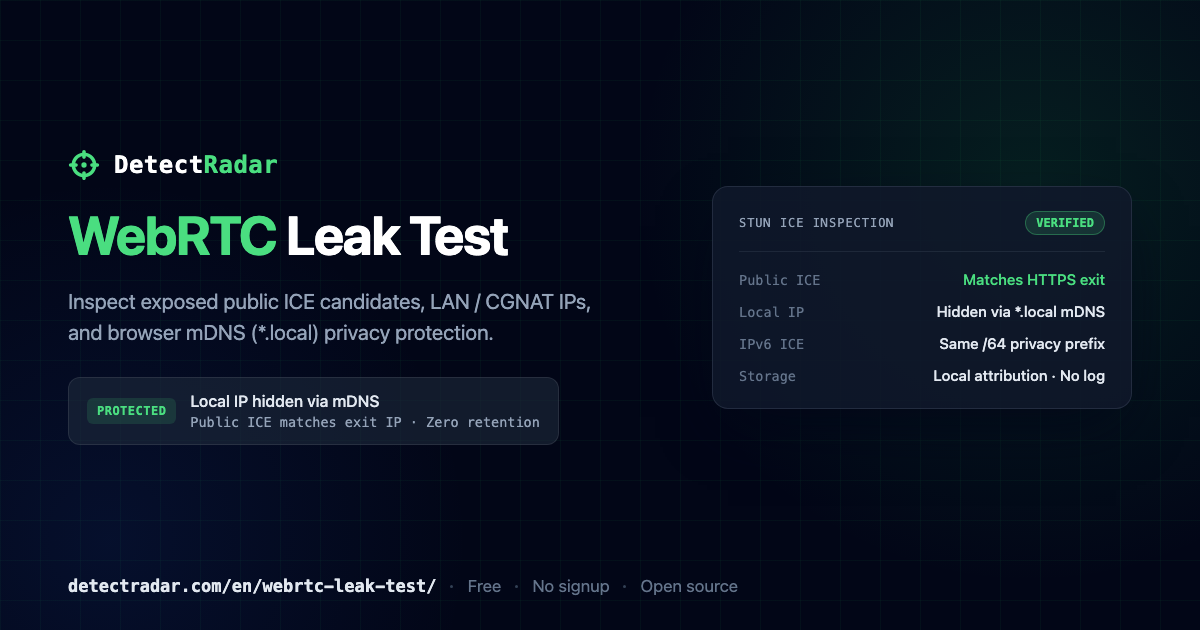 DetectRadar
WebRTC Leak Test
Inspect exposed public ICE candidates, LAN / CGNAT IPs,
and browser mDNS (*.local) privacy protection.
PROTECTED
Local IP hidden via mDNS
Public ICE matches exit IP · Zero retention
STUN ICE INSPECTION
VERIFIED
Public ICE Matches HTTPS exit
Local IP Hidden via *.local mDNS
IPv6 ICE Same /64 privacy prefix
Storage Local attribution · No log
detectradar.com/en/webrtc-leak-test/ · Free · No signup · Open source